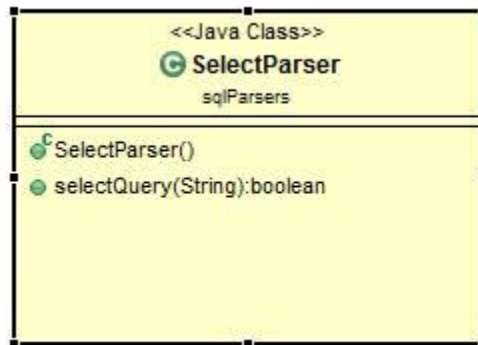 <<Java Class>>
SelectParser
sqlParsers
SelectParser()
selectQuery(String):boolean